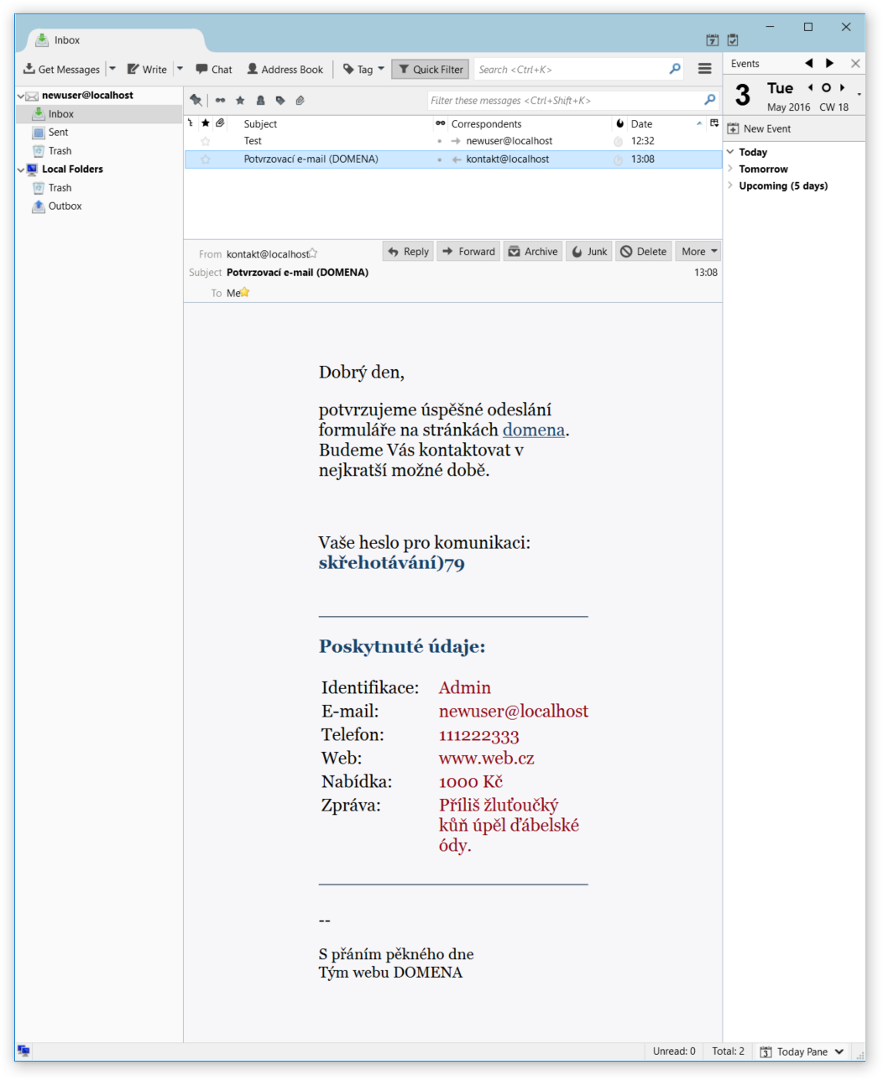 Inbox
Get Messages
Write
Chat
Address Book
Tag
Quick Filter
Search <Ctrl+K>
Events
newuser@localhost
Inbox
Sent
Trash
Local Folders
Trash
Outbox
Filter these messages <Ctrl+Shift+K>
Subject Correspondents Date
Test newuser@localhost 12:32
Potvrzovací e-mail (DOMENA) kontakt@localhost 13:08
3 Tue
May 2016 CW 18
New Event
Today
Tomorrow
Upcoming (5 days)
From kontakt@localhost
Reply Forward Archive Junk Delete More
Subject Potvrzovací e-mail (DOMENA) 13:08
To Me
Dobrý den,
potvrzujeme úspěšné odeslání
formuláře na stránkách domena.
Budeme Vás kontaktovat v
nejkratší možné době.
Vaše heslo pro komunikaci:
skřehotávání)79
Poskytnuté údaje:
Identifikace: Admin
E-mail: newuser@localhost
Telefon: 111222333
Web: www.web.cz
Nabídka: 1000 Kč
Zpráva: Příliš žluťoučký
kůň úpěl ďábelské
ódy.
--
S přáním pěkného dne
Tým webu DOMENA
Unread: 0 Total: 2 Today Pane